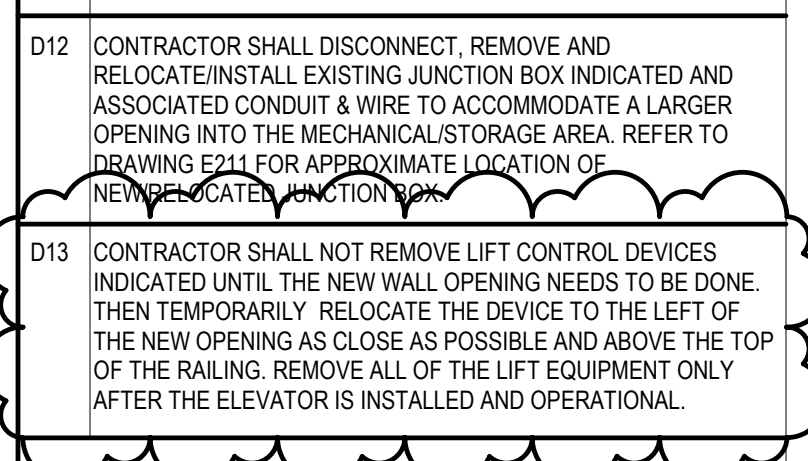 D12 CONTRACTOR SHALL DISCONNECT, REMOVE AND
RELOCATE/INSTALL EXISTING JUNCTION BOX INDICATED AND
ASSOCIATED CONDUIT & WIRE TO ACCOMMODATE A LARGER
OPENING INTO THE MECHANICAL/STORAGE AREA. REFER TO
DRAWING E211 FOR APPROXIMATE LOCATION OF
NEW/RELOCATED JUNCTION BOX.
D13 CONTRACTOR SHALL NOT REMOVE LIFT CONTROL DEVICES
INDICATED UNTIL THE NEW WALL OPENING NEEDS TO BE DONE.
THEN TEMPORARILY RELOCATE THE DEVICE TO THE LEFT OF
THE NEW OPENING AS CLOSE AS POSSIBLE AND ABOVE THE TOP
OF THE RAILING. REMOVE ALL OF THE LIFT EQUIPMENT ONLY
AFTER THE ELEVATOR IS INSTALLED AND OPERATIONAL.